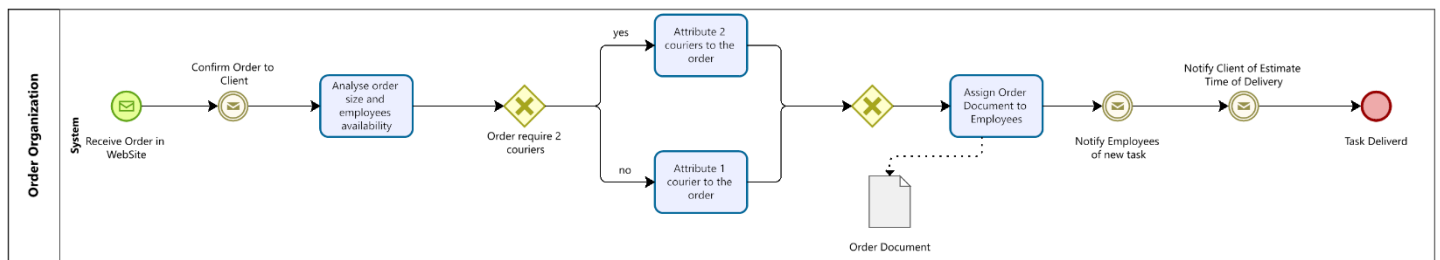 Order Organization
System
Receive Order in
WebSite
Confirm Order to
Client
Analyse order
size and
employees
availability
Order require 2
couriers
yes
Attribute 2
couriers to the
order
no
Attribute 1
courier to the
order
Assign Order
Document to
Employees
Order Document
Notify Employees
of new task
Notify Client of Estimate
Time of Delivery
Task Deliverd